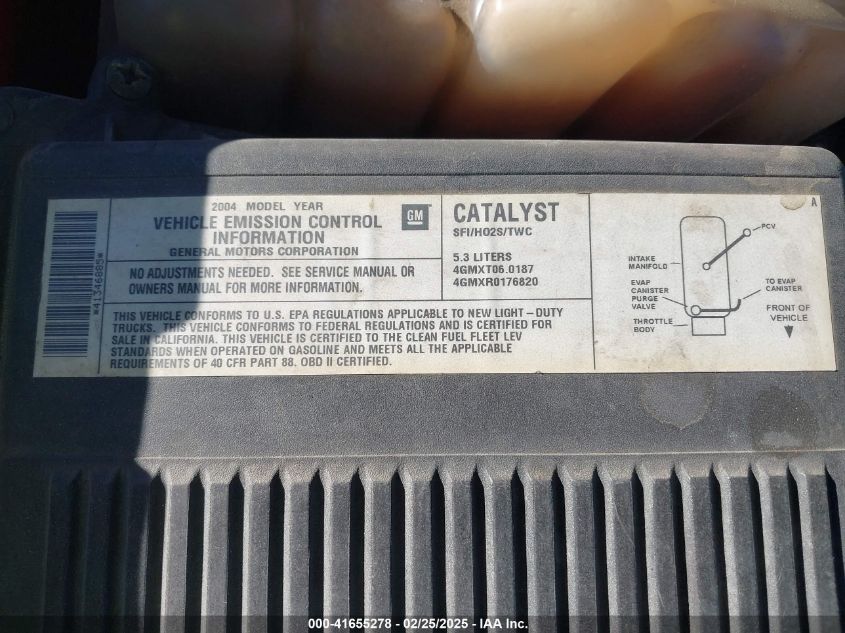 *41346885*
2004 MODEL YEAR
VEHICLE EMISSION CONTROL
INFORMATION
GENERAL MOTORS CORPORATION
GM
NO ADJUSTMENTS NEEDED. SEE SERVICE MANUAL OR
OWNERS MANUAL FOR MORE INFORMATION.
CATALYST
SFI/HO2S/TWC
5.3 LITERS
4GMXT06.0187
4GMXR0176820
THIS VEHICLE CONFORMS TO U.S. EPA REGULATIONS APPLICABLE TO NEW LIGHT-DUTY
TRUCKS. THIS VEHICLE CONFORMS TO FEDERAL REGULATIONS AND IS CERTIFIED FOR
SALE IN CALIFORNIA. THIS VEHICLE IS CERTIFIED TO THE CLEAN FUEL FLEET LEV
STANDARDS WHEN OPERATED ON GASOLINE AND MEETS ALL THE APPLICABLE
REQUIREMENTS OF 40 CFR PART 88. OBD II CERTIFIED.
A
PCV
INTAKE
MANIFOLD
EVAP
CANISTER
PURGE
VALVE
THROTTLE
BODY
TO EVAP
CANISTER
FRONT OF
VEHICLE
000-41655278 - 02/25/2025 - IAA, Inc.